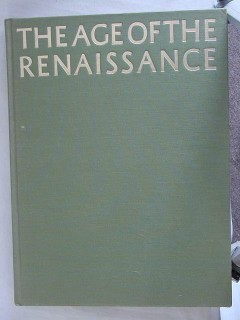 THE AGE OF THE
RENAISSANCE